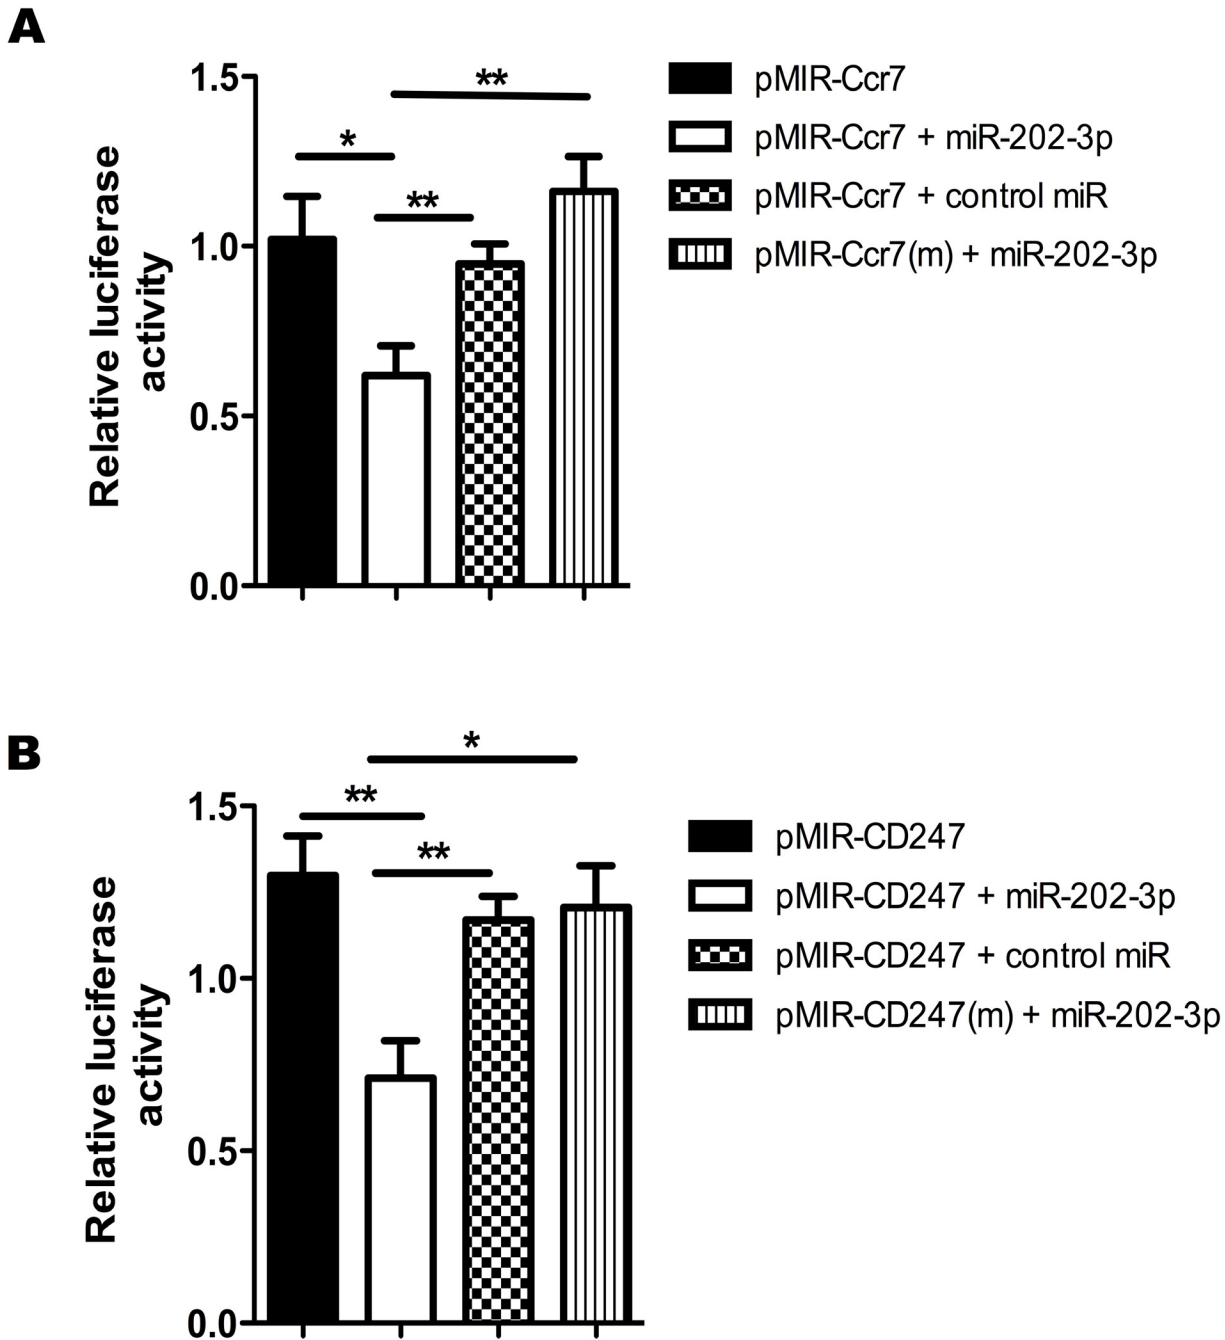 A
1.5
1.0
0.5
0.0
Relative luciferase
activity
*
**
**
pMIR-Ccr7
pMIR-Ccr7 + miR-202-3p
pMIR-Ccr7 + control miR
pMIR-Ccr7(m) + miR-202-3p
B
1.5
1.0
0.5
0.0
Relative luciferase
activity
*
**
**
pMIR-CD247
pMIR-CD247 + miR-202-3p
pMIR-CD247 + control miR
pMIR-CD247(m) + miR-202-3p